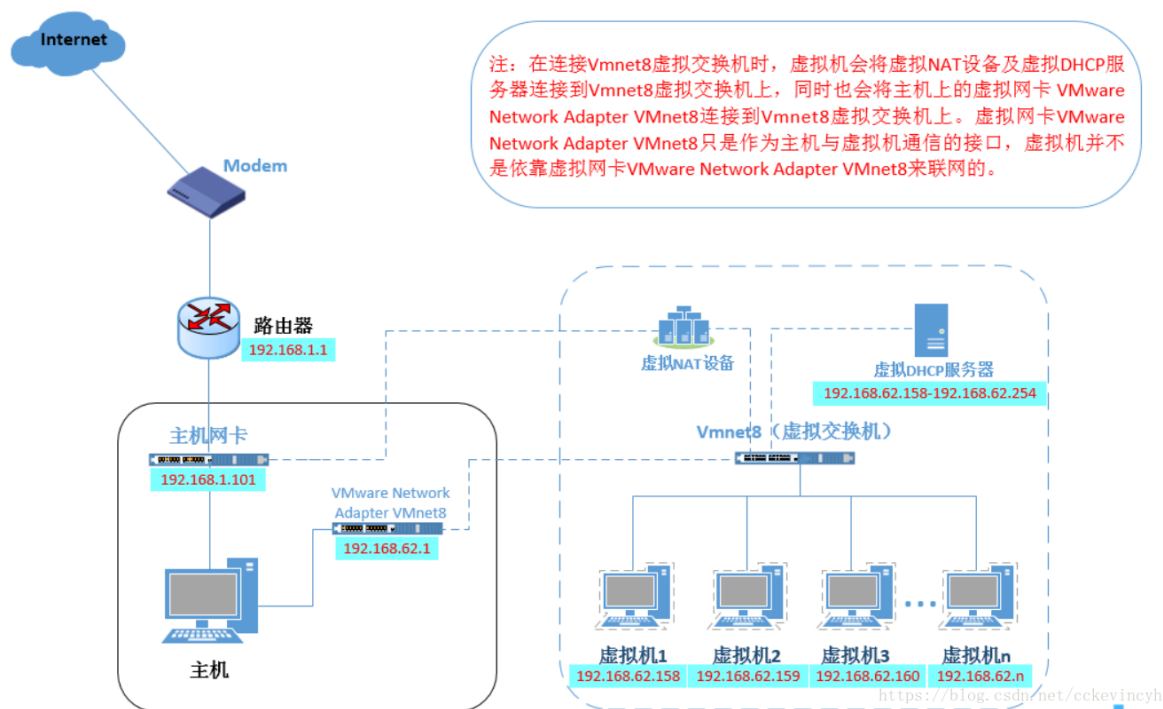 Internet
注：在连接Vmnet8虚拟交换机时，虚拟机会将虚拟NAT设备及虚拟DHCP服
务器连接到Vmnet8虚拟交换机上，同时也会将主机上的虚拟网卡 VMware
Network Adapter VMnet8连接到Vmnet8虚拟交换机上。虚拟网卡 VMware
Network Adapter VMnet8只是作为主机与虚拟机通信的接口，虚拟机并不
是依靠虚拟网卡VMware Network Adapter VMnet8来联网的。
Modem
路由器
192.168.1.1
虚拟NAT设备
虚拟DHCP服务器
192.168.62.158-192.168.62.254
主机网卡
192.168.1.101
Vmnet8（虚拟交换机）
VMware Network
Adapter VMnet8
192.168.62.1
主机
虚拟机1
192.168.62.158
虚拟机2
192.168.62.159
虚拟机3
192.168.62.160
虚拟机n
192.168.62.n
https://blog.csdn.net/cckevincyh